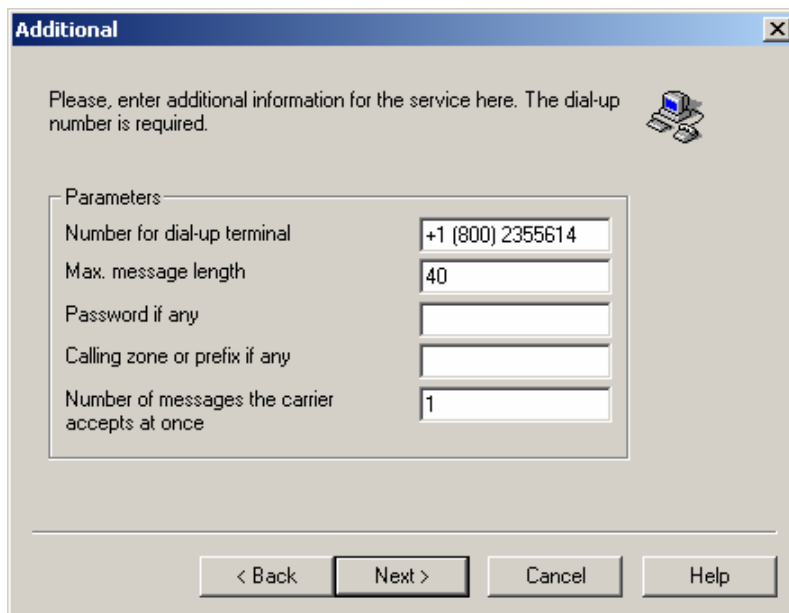 Additional
Please, enter additional information for the service here. The dial-up
number is required.
Parameters
Number for dial-up terminal +1 (800) 2355614
Max. message length 40
Password if any
Calling zone or prefix if any
Number of messages the carrier 1
accepts at once
< Back Next > Cancel Help